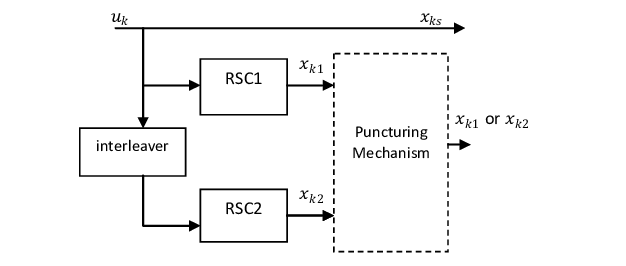 u_k
x_ks
RSC1
x_k1
interleaver
Puncturing
Mechanism
x_k1 or x_k2
RSC2
x_k2